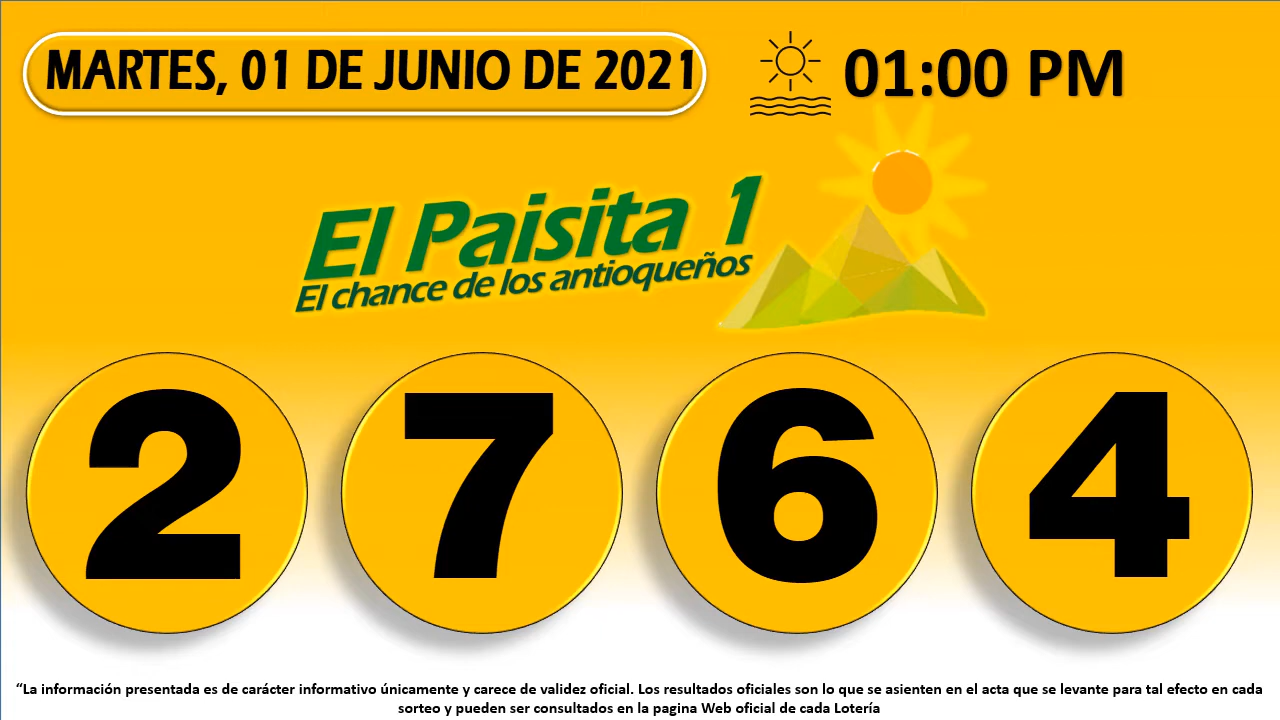 MARTES, 01 DE JUNIO DE 2021
01:00 PM
El Paisita 1
El chance de los antioqueños
2 7 6 4
“La información presentada es de carácter informativo únicamente y carece de validez oficial. Los resultados oficiales son lo que se asienten en el acta que se levante para tal efecto en cada
sorteo y pueden ser consultados en la pagina Web oficial de cada Lotería